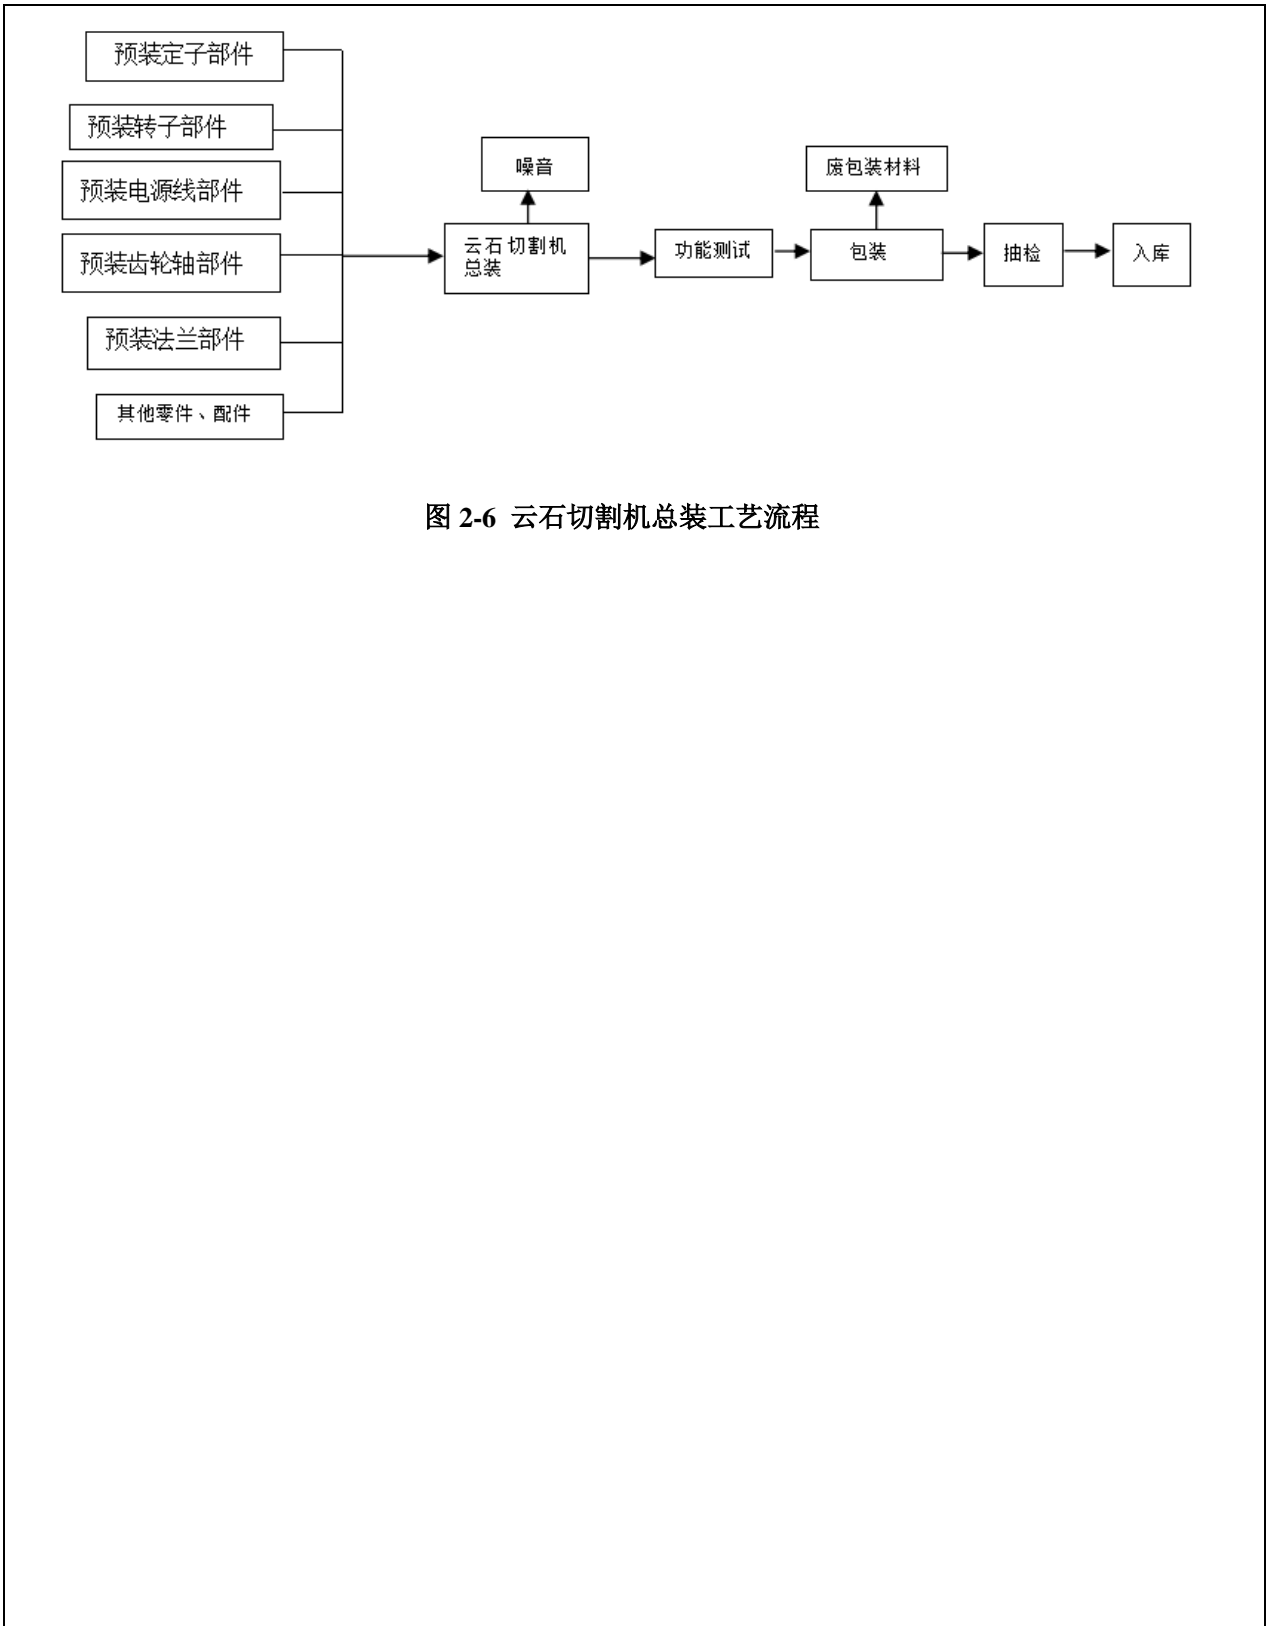 预装定子部件
预装转子部件
预装电源线部件
预装齿轮轴部件
预装法兰部件
其他零件、配件
噪音
云石切割机
总装
功能测试
废包装材料
包装
抽检
入库
图 2-6 云石切割机总装工艺流程